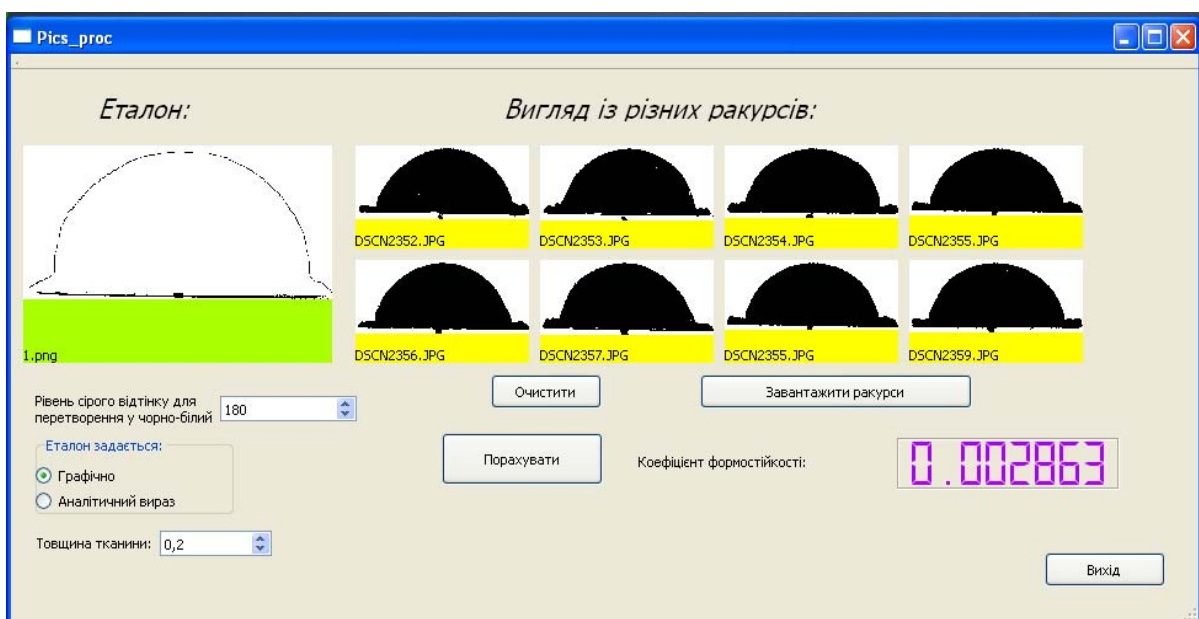 Pics_proc
Еталон:
Вигляд із різних ракурсів:
DSCN2352.JPG
DSCN2353.JPG
DSCN2354.JPG
DSCN2355.JPG
1.png
DSCN2356.JPG
DSCN2357.JPG
DSCN2355.JPG
DSCN2359.JPG
Очистити
Завантажити ракурси
Рівень сірого відтінку для
перетворення у чорно-білий
180
Еталон задається:
Графічно
Аналітичний вираз
Порахувати
Коефіцієнт формостійкості:
0.002863
Товщина тканини:
0,2
Вихід